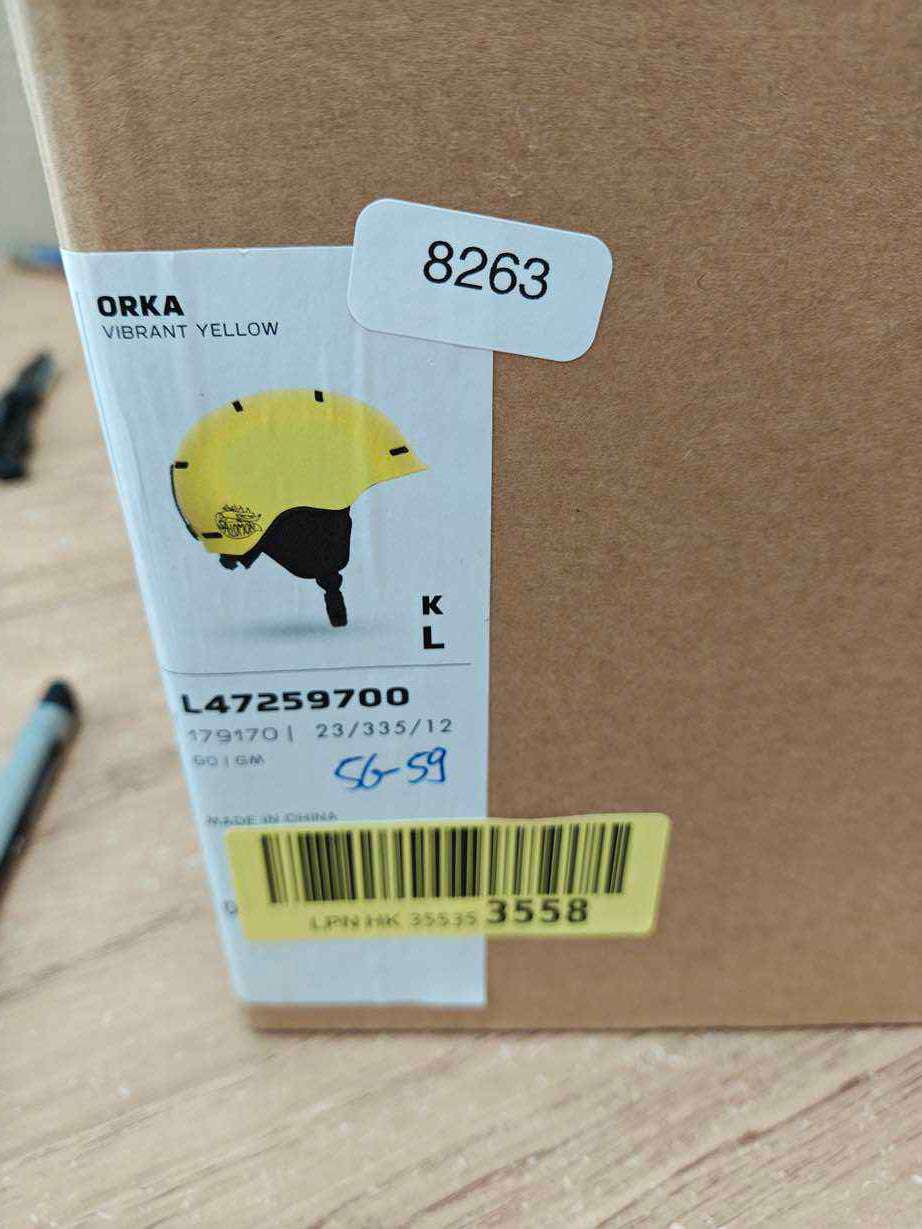 8263
ORKA
VIBRANT YELLOW
SALOMON
K
L
L47259700
179170 | 23/335/12
GO | GM
56-59
MADE IN CHINA
LPN HK 35535 3558